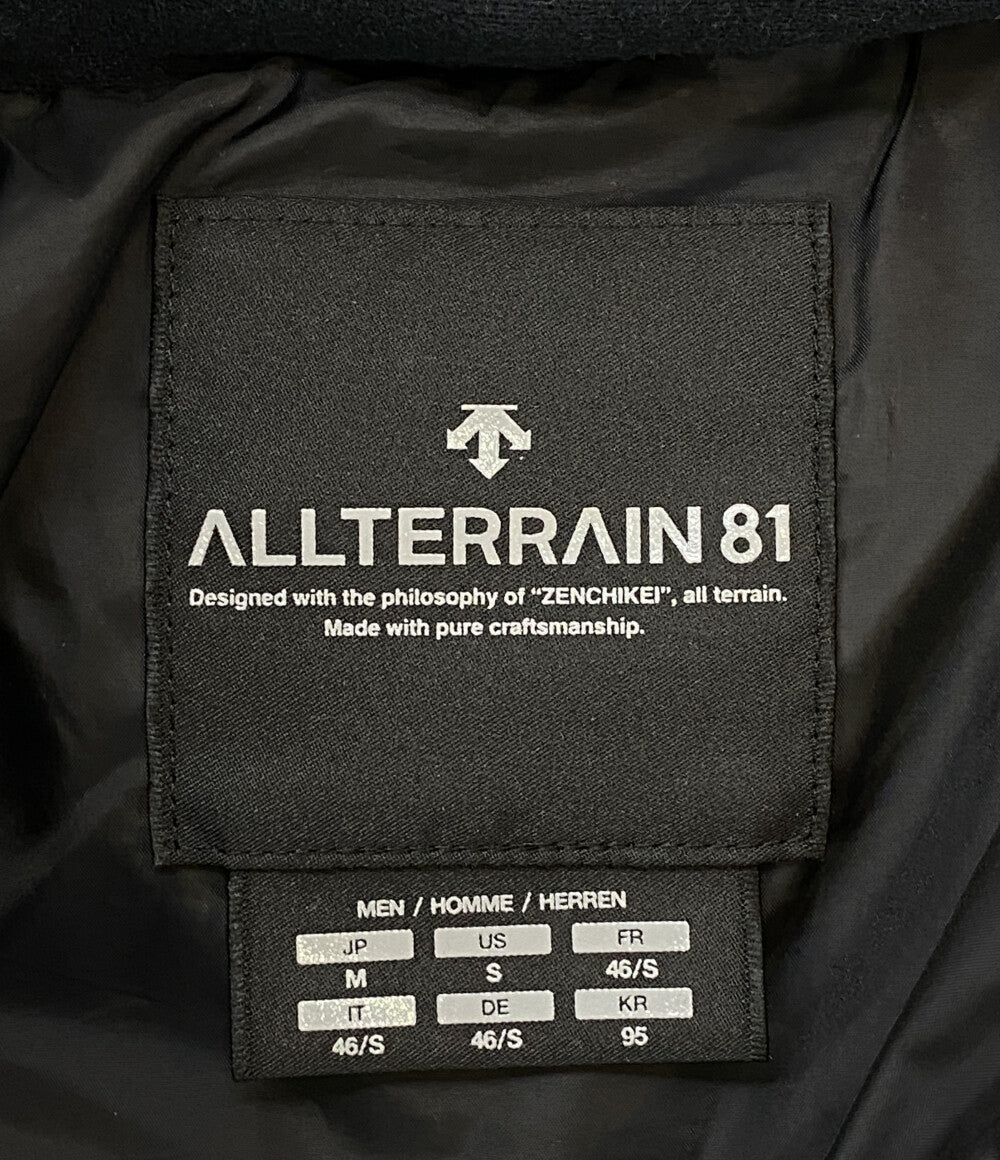 ALLTERRAIN 81
Designed with the philosophy of “ZENCHIKEI”, all terrain.
Made with pure craftsmanship.
MEN / HOMME / HERREN
JP US FR
M S 46/S
IT DE KR
46/S 46/S 95